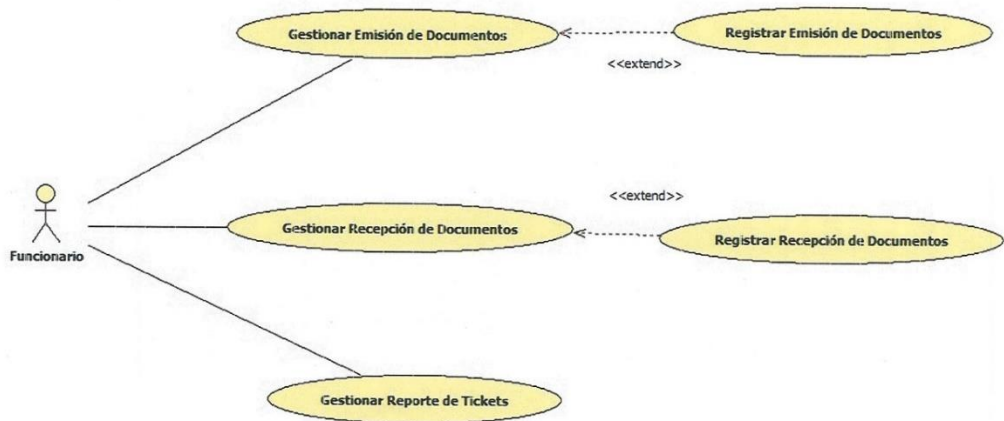 Gestionar Emisión de Documentos
Registrar Emisión de Documentos
<<extend>>
<<extend>>
Gestionar Recepción de Documentos
Registrar Recepción de Documentos
Funcionario
Gestionar Reporte de Tickets